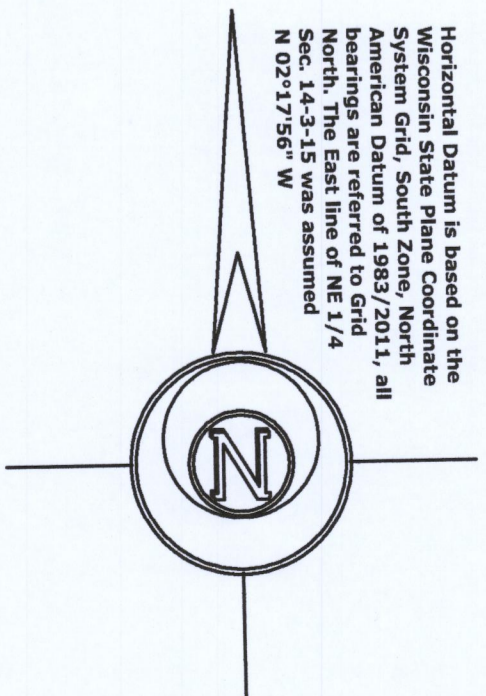 Horizontal Datum is based on the
Wisconsin State Plane Coordinate
System Grid, South Zone, North
American Datum of 1983/2011, all
bearings are referred to Grid
North. The East line of NE 1/4
Sec. 14-3-15 was assumed
N 02°17'56" W
N